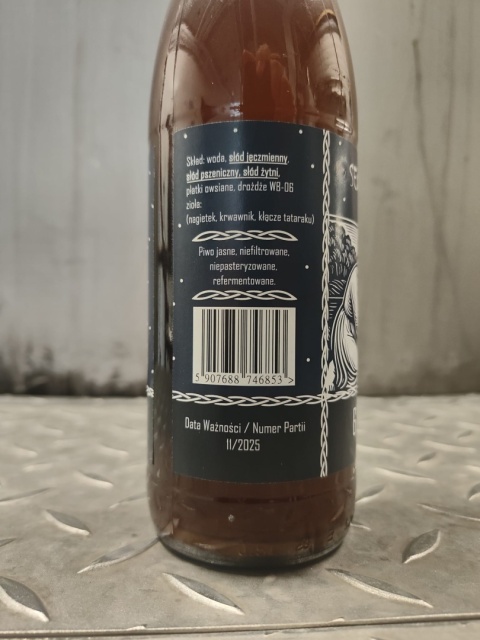 Skład: woda, słód jęczmienny,
słód pszeniczny, słód żytni,
płatki owsiane, drożdże WB-06
zioła:
(nagietek, krwawnik, kłącze tataraku)
Piwo jasne, niefiltrowane,
niepasteryzowane,
refermentowane.
5 907688 746853 >
Data Ważności / Numer Partii
11/2025